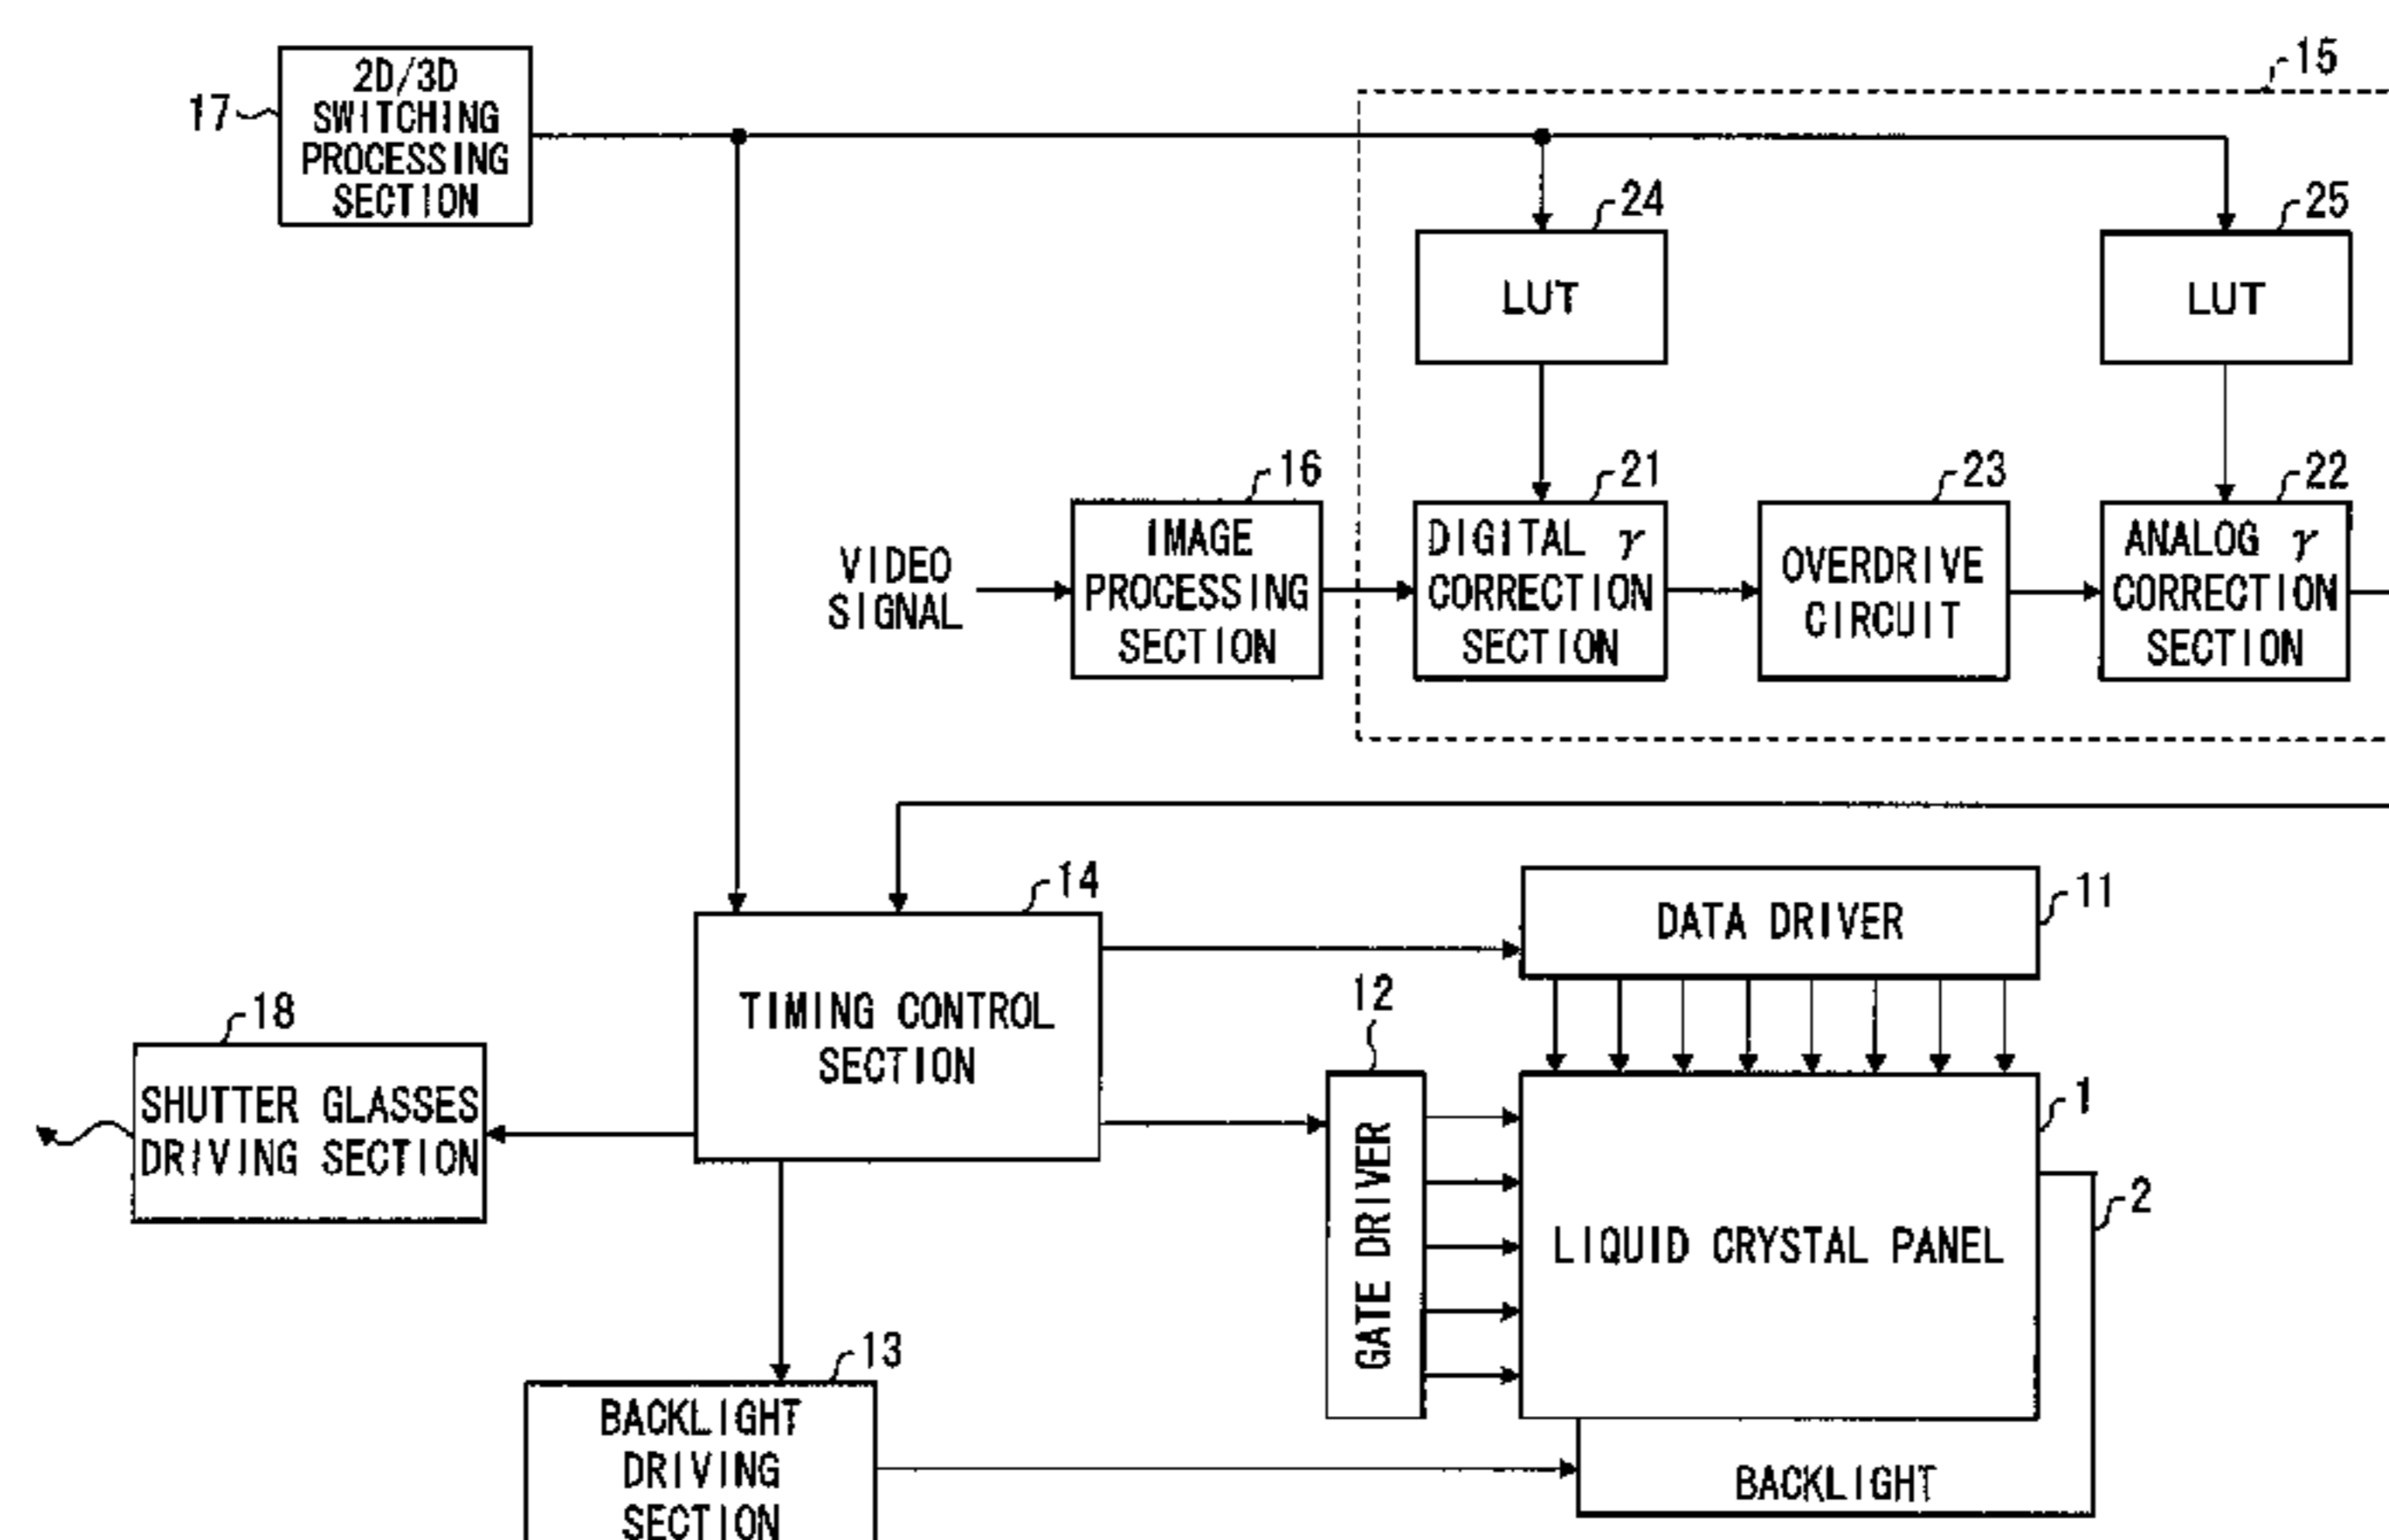 15
2D/3D
SWITCHING
PROCESSING
SECTION
17
24
25
LUT
LUT
16
21
23
22
VIDEO
SIGNAL
IMAGE
PROCESSING
SECTION
DIGITAL γ
CORRECTION
SECTION
OVERDRIVE
CIRCUIT
ANALOG γ
CORRECTION
SECTION
14
11
TIMING CONTROL
SECTION
DATA DRIVER
12
18
SHUTTER GLASSES
DRIVING SECTION
GATE DRIVER
1
LIQUID CRYSTAL PANEL
2
13
BACKLIGHT
DRIVING
SECTION
BACKLIGHT